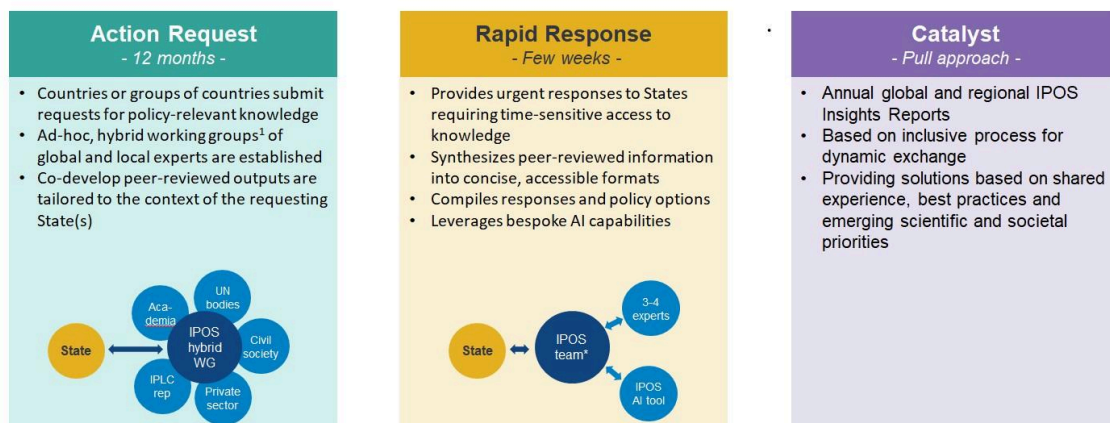 Action Request
- 12 months -
• Countries or groups of countries submit
requests for policy-relevant knowledge
• Ad-hoc, hybrid working groups¹ of
global and local experts are established
• Co-develop peer-reviewed outputs are
tailored to the context of the requesting
State(s)
State
Aca-
demia
UN
bodies
IPOS
hybrid
WG
Civil
society
IPLC
rep
Private
sector
Rapid Response
- Few weeks -
• Provides urgent responses to States
requiring time-sensitive access to
knowledge
• Synthesizes peer-reviewed information
into concise, accessible formats
• Compiles responses and policy options
• Leverages bespoke AI capabilities
State
IPOS
team*
3-4
experts
IPOS
AI tool
.
Catalyst
- Pull approach -
• Annual global and regional IPOS
Insights Reports
• Based on inclusive process for
dynamic exchange
• Providing solutions based on shared
experience, best practices and
emerging scientific and societal
priorities